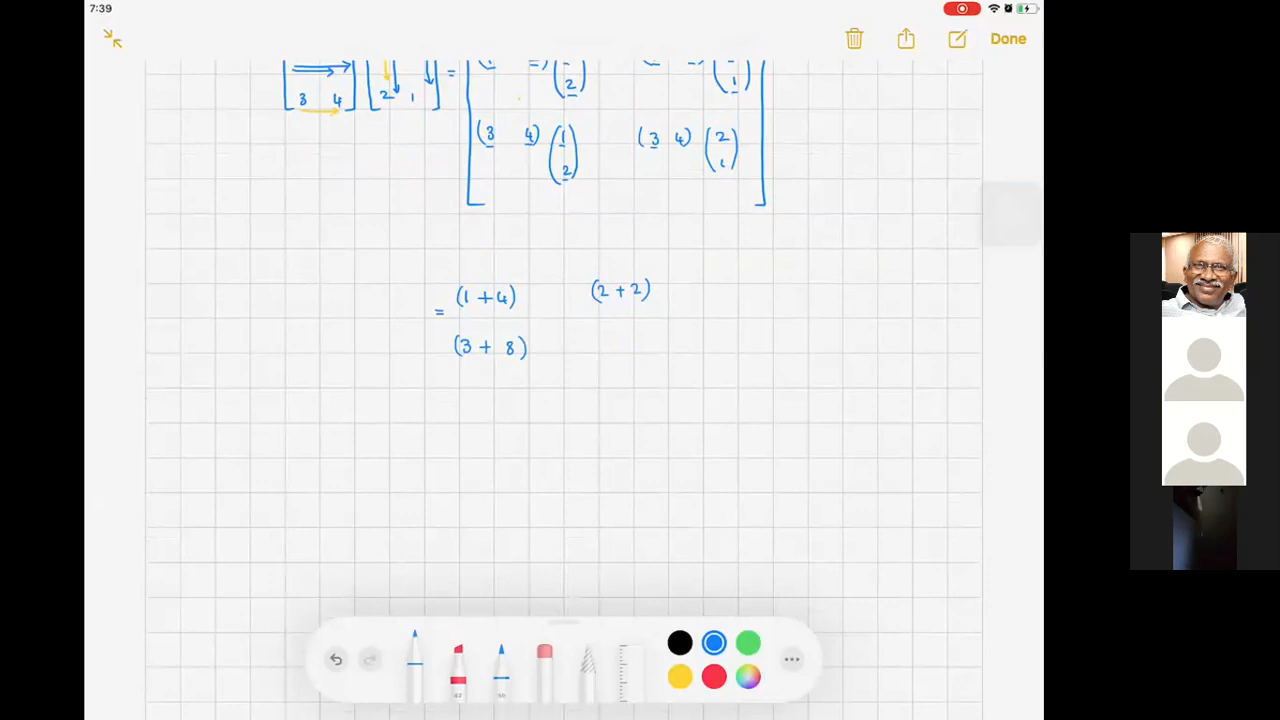 7:39
Done
3 4 2 1 = 2 1
(3 4) (1 2) (3 4) (2 1)
= (1 + 4) (2 + 2)
(3 + 8)